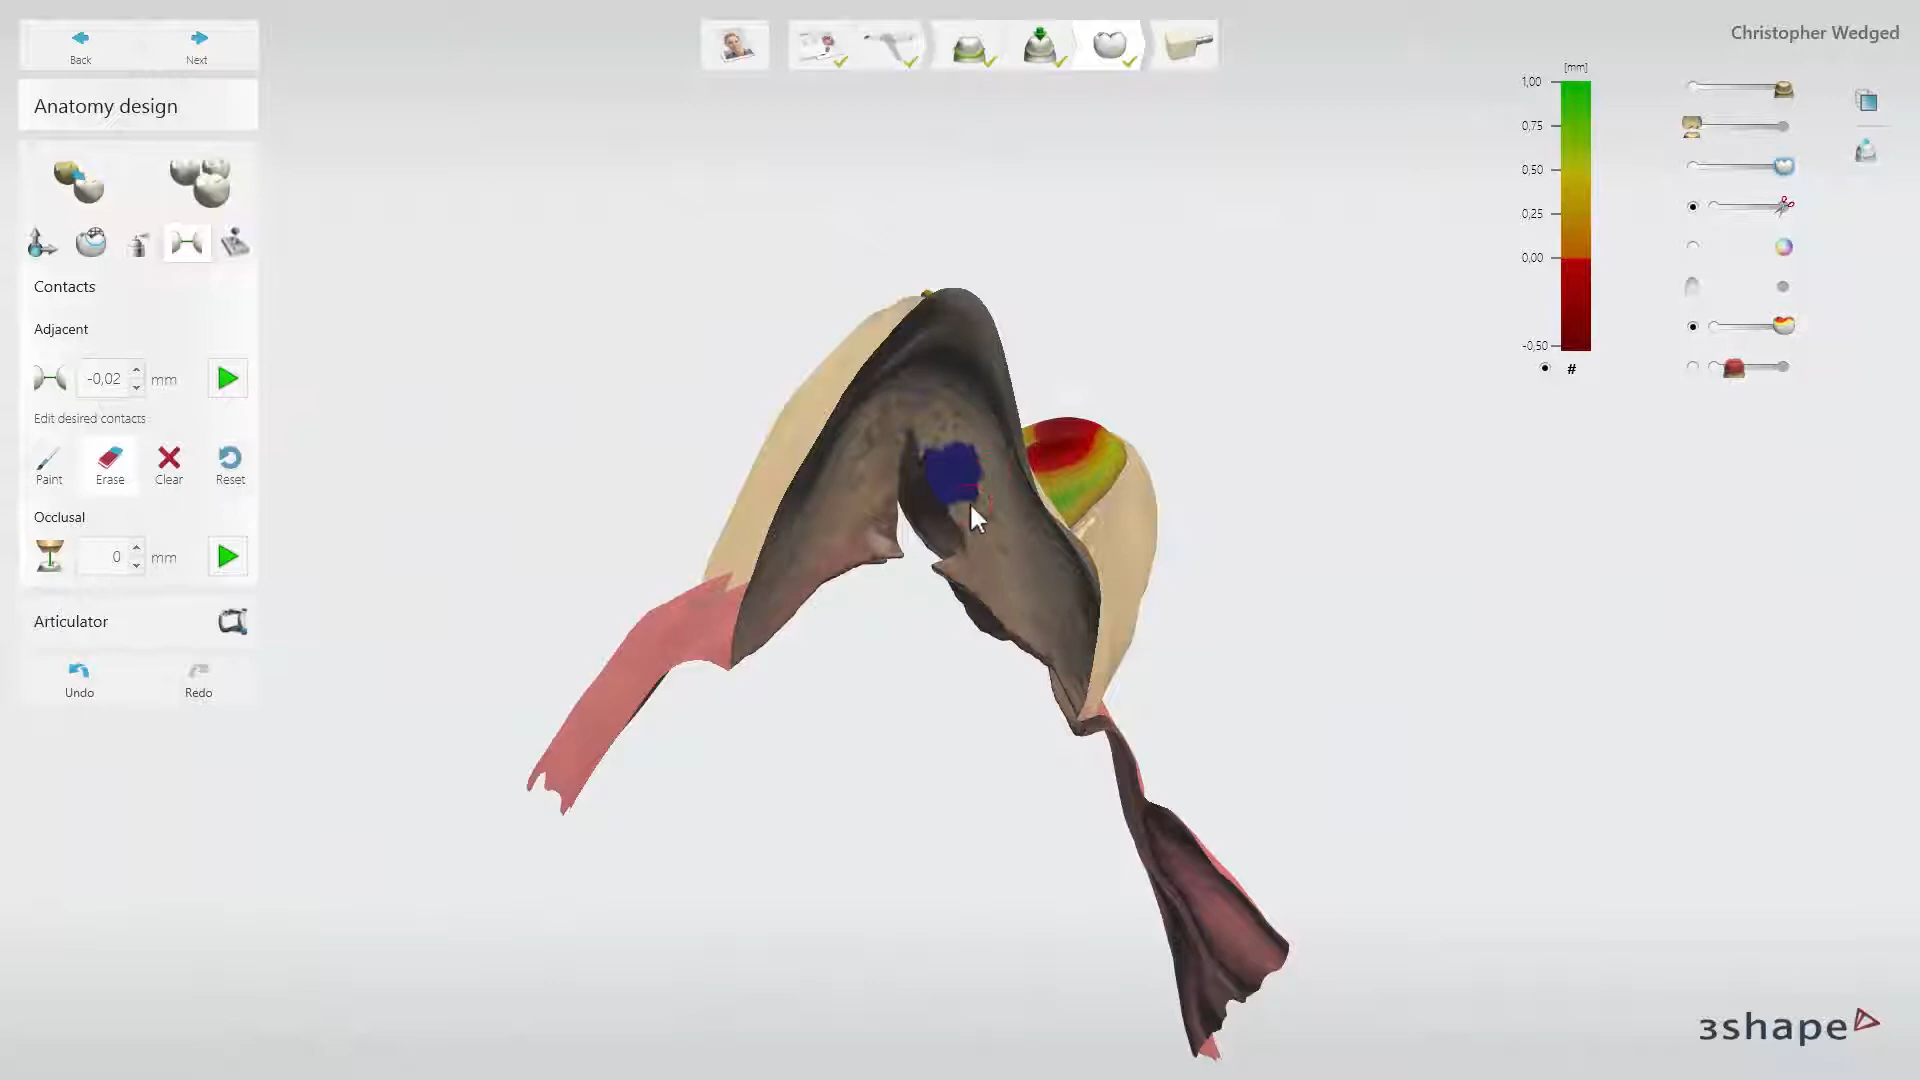 Back
Next
Christopher Wedged
[mm]
1,00
0,75
0,50
0,25
0,00
-0,50
#
Anatomy design
Contacts
Adjacent
-0,02 mm
Edit desired contacts
Paint
Erase
Clear
Reset
Occlusal
0 mm
Articulator
Undo
Redo
3shape